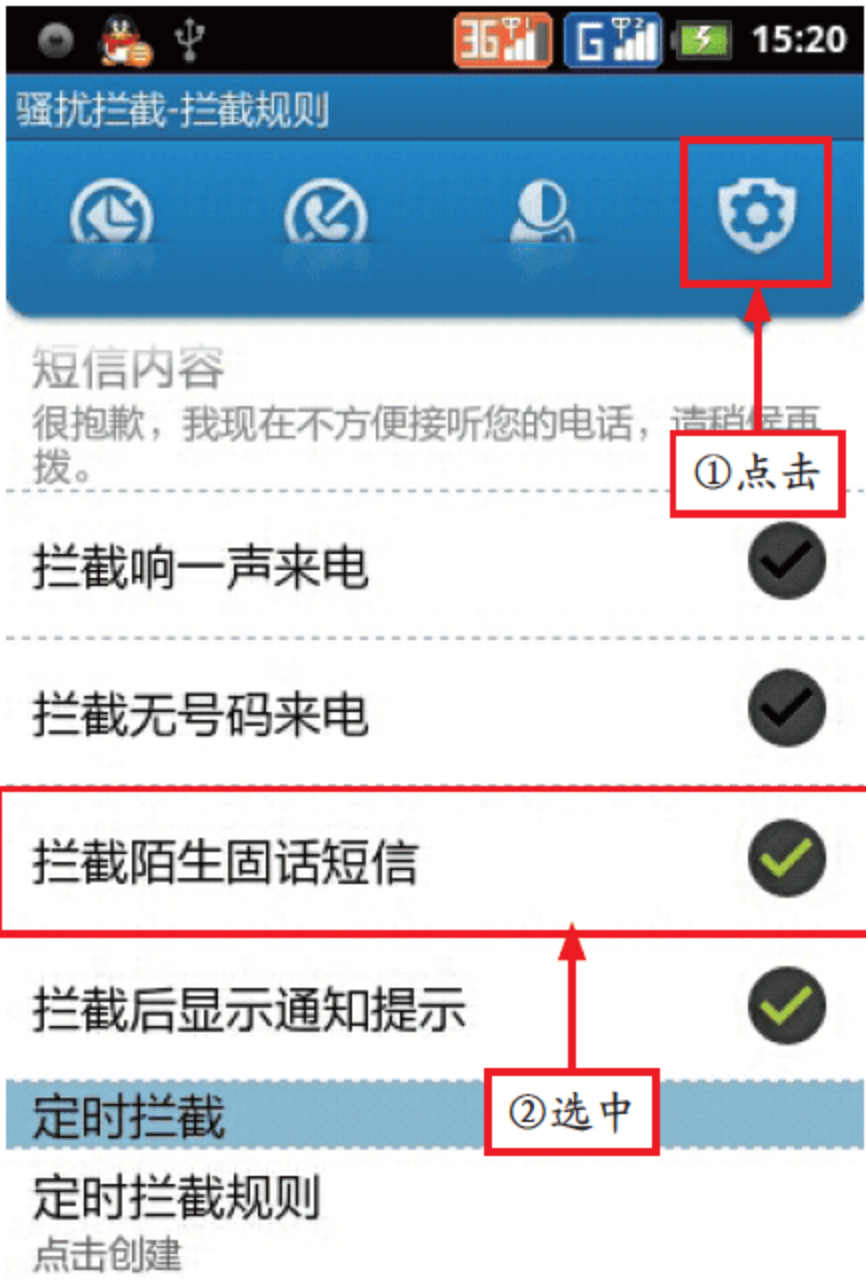 3G 1 G 2 15:20
骚扰拦截-拦截规则
短信内容
很抱歉，我现在不方便接听您的电话，请稍候再
拨。
①点击
拦截响一声来电
拦截无号码来电
拦截陌生固话短信
拦截后显示通知提示
②选中
定时拦截
定时拦截规则
点击创建